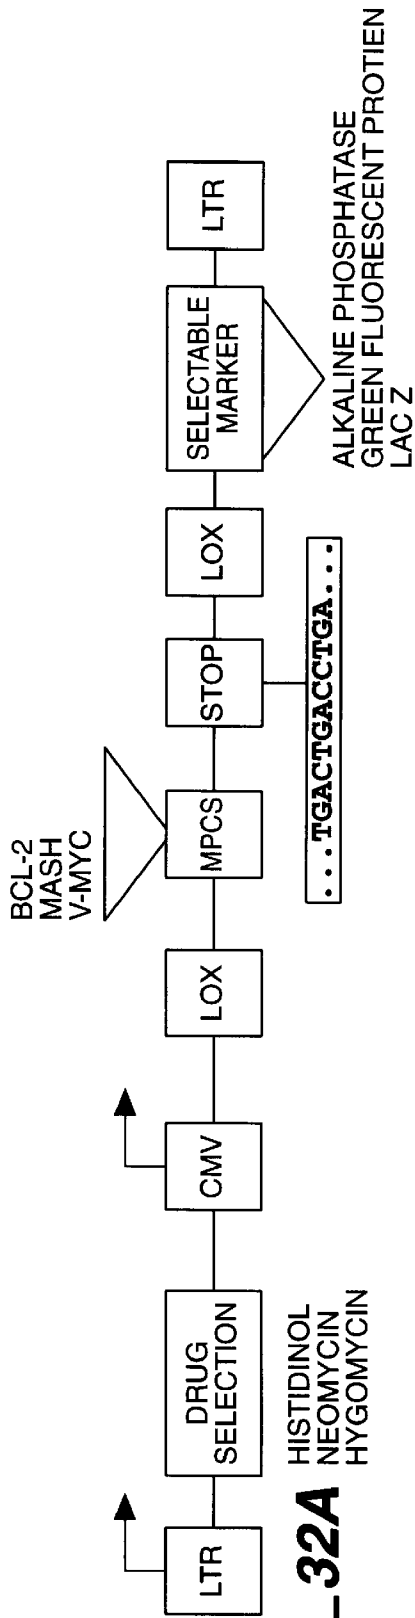 BCL-2
MASH
V-MYC
LTR
DRUG
SELECTION
CMV
LOX
MPCS
STOP
LOX
SELECTABLE
MARKER
LTR
HISTIDINOL
NEOMYCIN
HYGOMYCIN
...TGACTGACCTGA...
ALKALINE PHOSPHATASE
GREEN FLUORESCENT PROTIEN
LAC Z
_32A